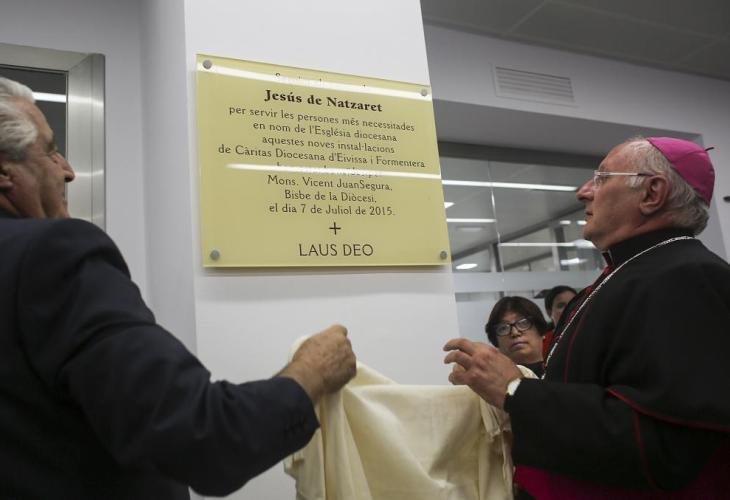 Jesús de Natzaret
per servir les persones més necessitades
en nom de l'Església diocesana
aquestes noves instal·lacions
de Càritas Diocesana d'Eivissa i Formentera
Mons. Vicent JuanSegura,
Bisbe de la Diòcesi,
el dia 7 de Juliol de 2015.
LAUS DEO